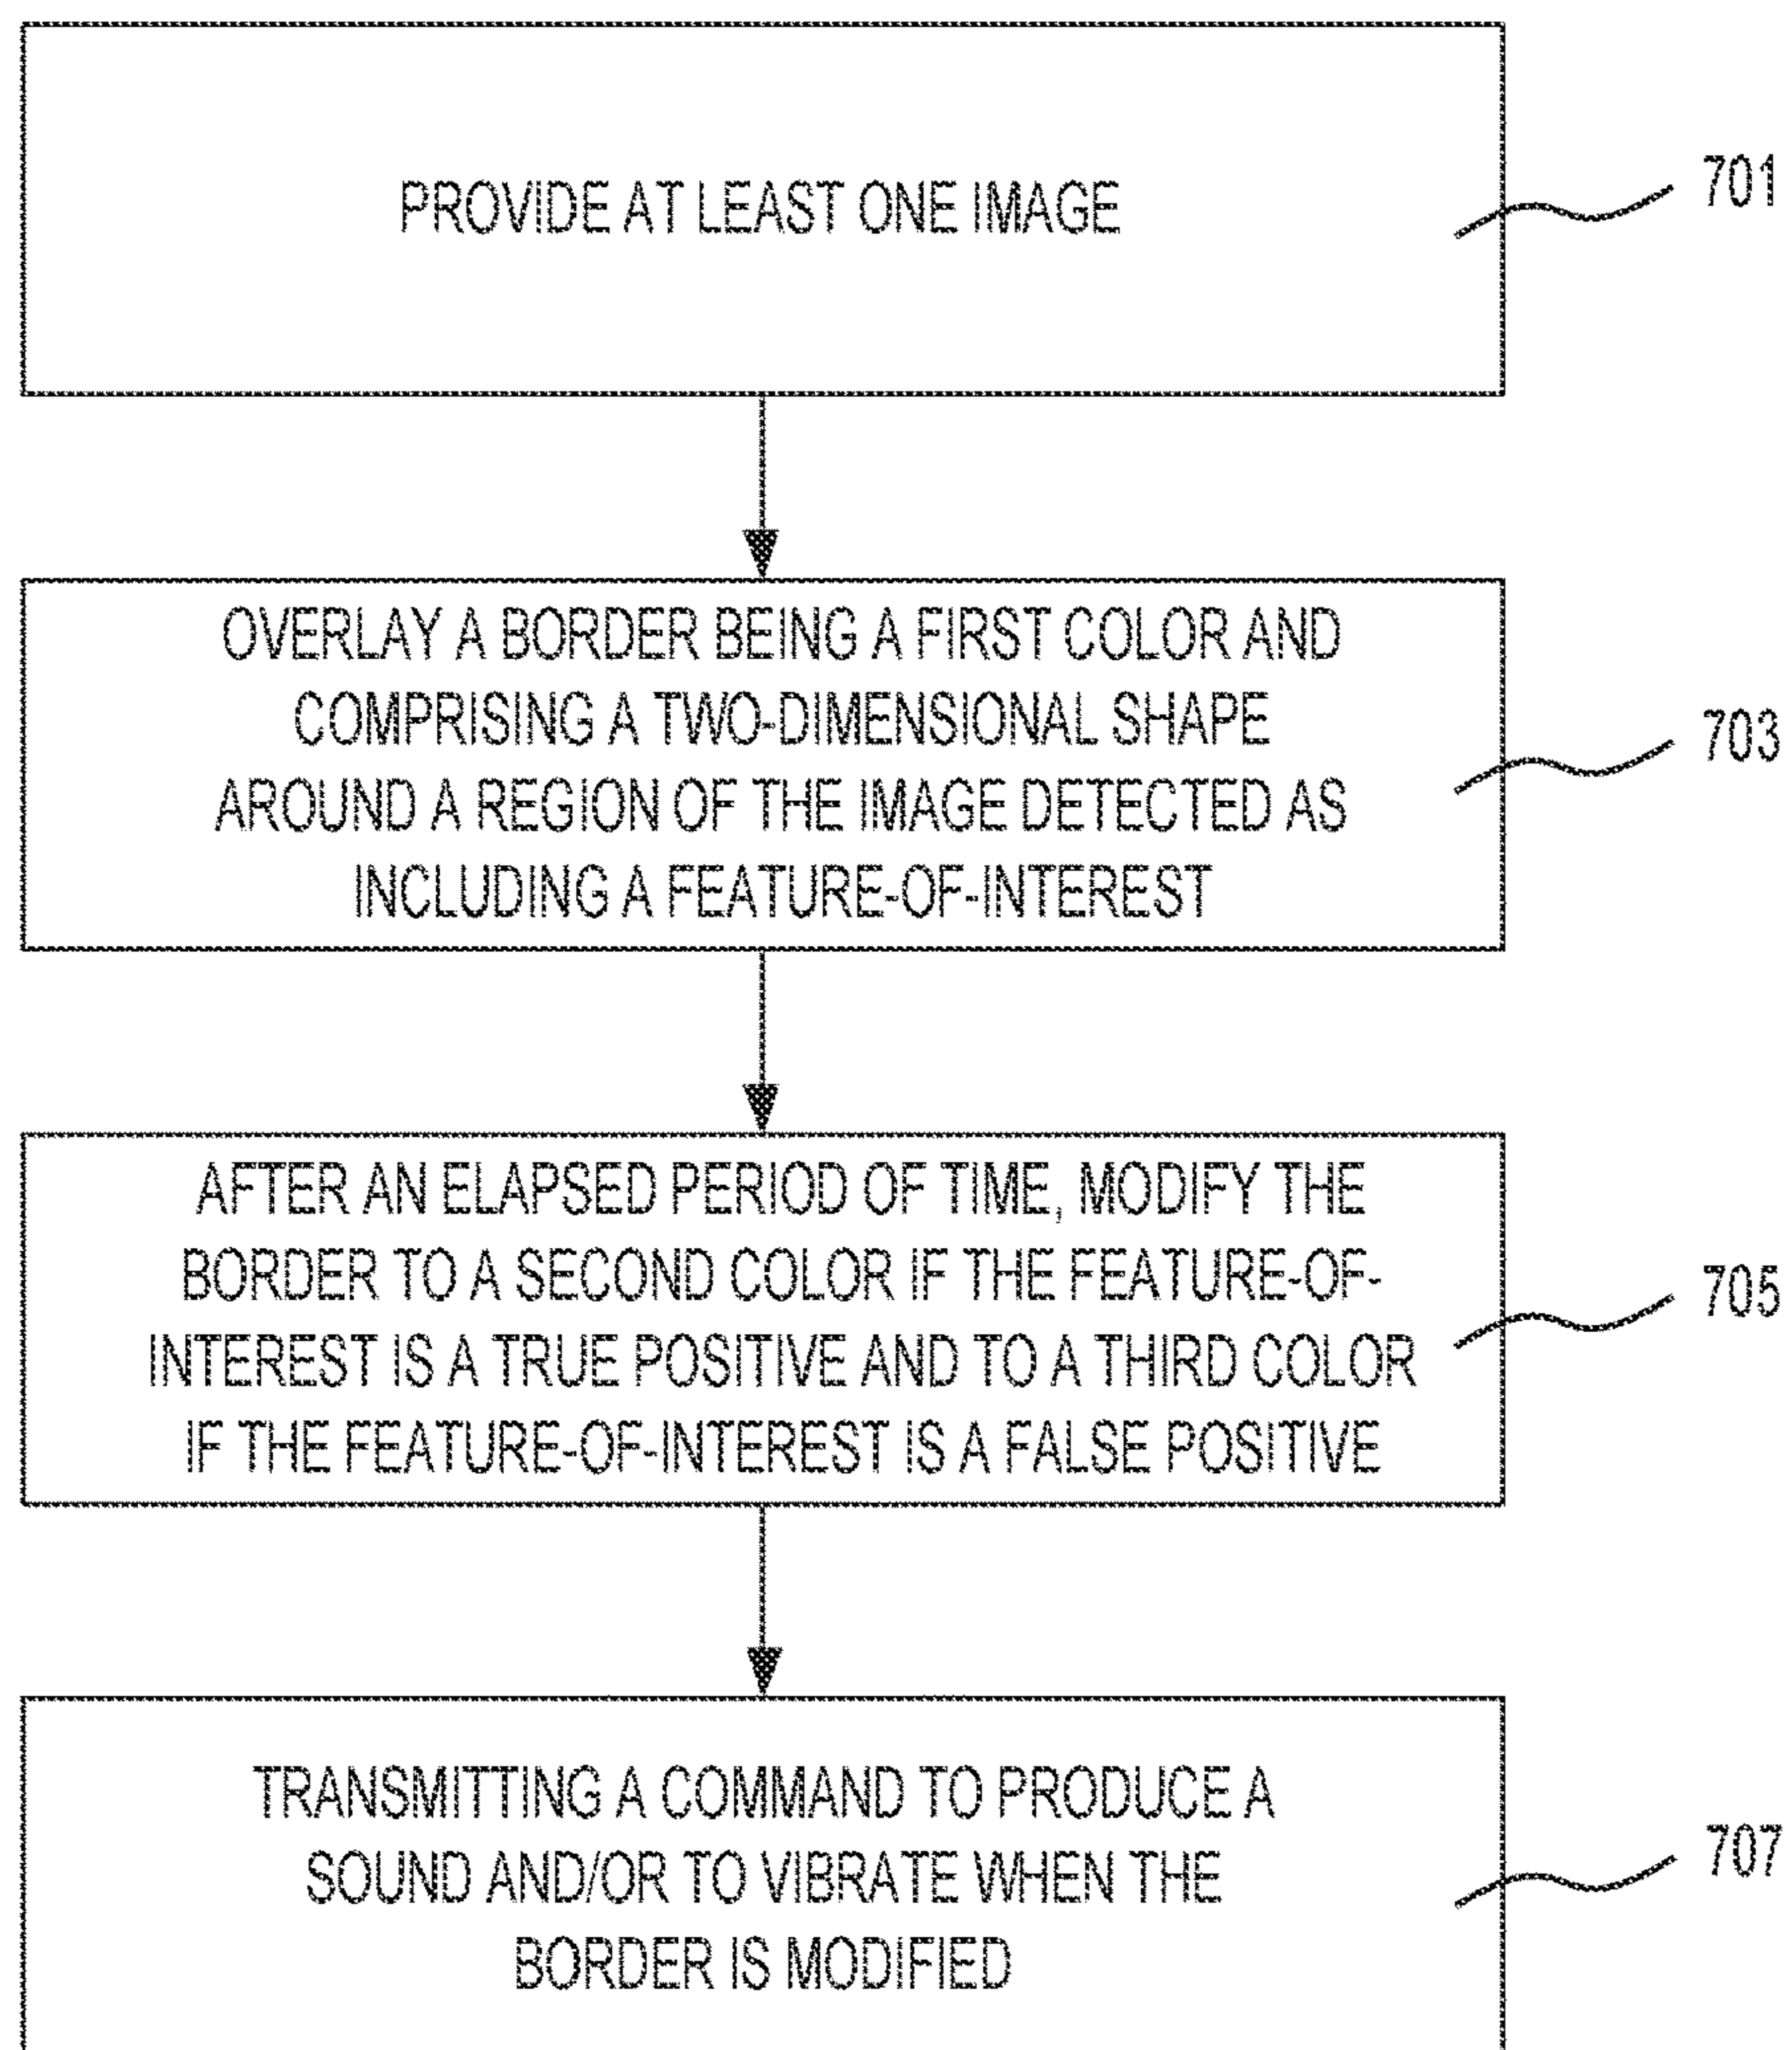 PROVIDE AT LEAST ONE IMAGE
701
OVERLAY A BORDER BEING A FIRST COLOR AND
COMPRISING A TWO-DIMENSIONAL SHAPE
AROUND A REGION OF THE IMAGE DETECTED AS
INCLUDING A FEATURE-OF-INTEREST
703
AFTER AN ELAPSED PERIOD OF TIME, MODIFY THE
BORDER TO A SECOND COLOR IF THE FEATURE-OF-
INTEREST IS A TRUE POSITIVE AND TO A THIRD COLOR
IF THE FEATURE-OF-INTEREST IS A FALSE POSITIVE
705
TRANSMITTING A COMMAND TO PRODUCE A
SOUND AND/OR TO VIBRATE WHEN THE
BORDER IS MODIFIED
707